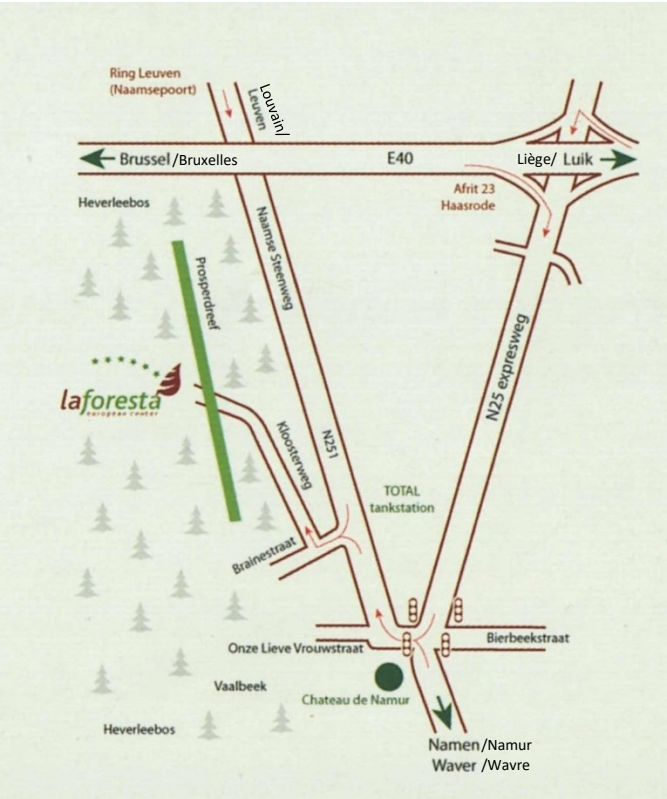 Ring Leuven
(Naamsepoort)
Louvain/
Leuven
Brussel/Bruxelles
E40
Liège/ Luik
Afrit 23
Haasrode
Heverleebos
Naamse Steenweg
Prosperdreef
N25 expresweg
laforesta
european center
Kloosterweg
N251
TOTAL
tankstation
Brainestraat
Onze Lieve Vrouwstraat
Bierbeekstraat
Vaalbeek
Chateau de Namur
Heverleebos
Namen/Namur
Waver /Wavre